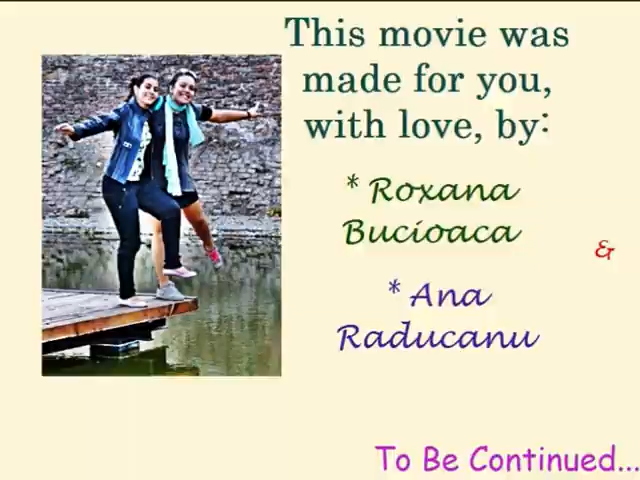 This movie was
made for you,
with love, by:
* Roxana
Bucioaca
&
* Ana
Raducanu
To Be Continued...